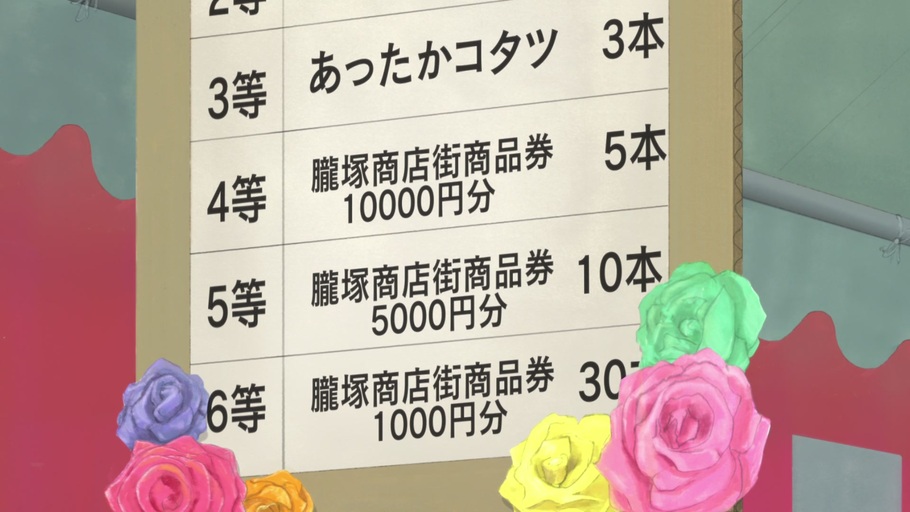 2等
3等 あったかコタツ 3本
4等 朧塚商店街商品券 5本
10000円分
5等 朧塚商店街商品券 10本
5000円分
6等 朧塚商店街商品券 30
1000円分